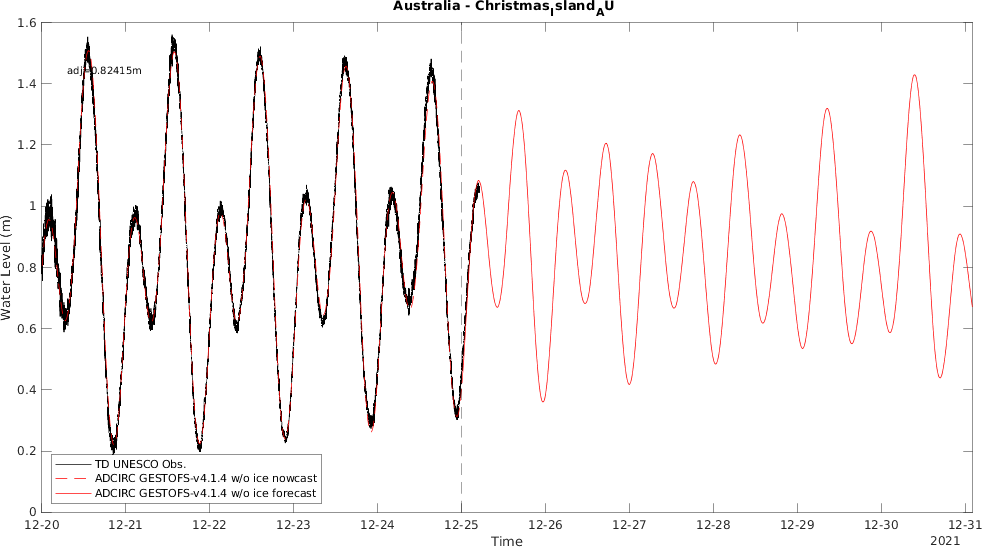 Australia - Christmas_Island_AU
1.6
adj=0.82415m
1.4
1.2
1
0.8
0.6
0.4
0.2
0
Water Level (m)
TD UNESCO Obs.
ADCIRC GESTOFS-v4.1.4 w/o ice nowcast
ADCIRC GESTOFS-v4.1.4 w/o ice forecast
12-20 12-21 12-22 12-23 12-24 12-25 12-26 12-27 12-28 12-29 12-30 12-31
Time
2021